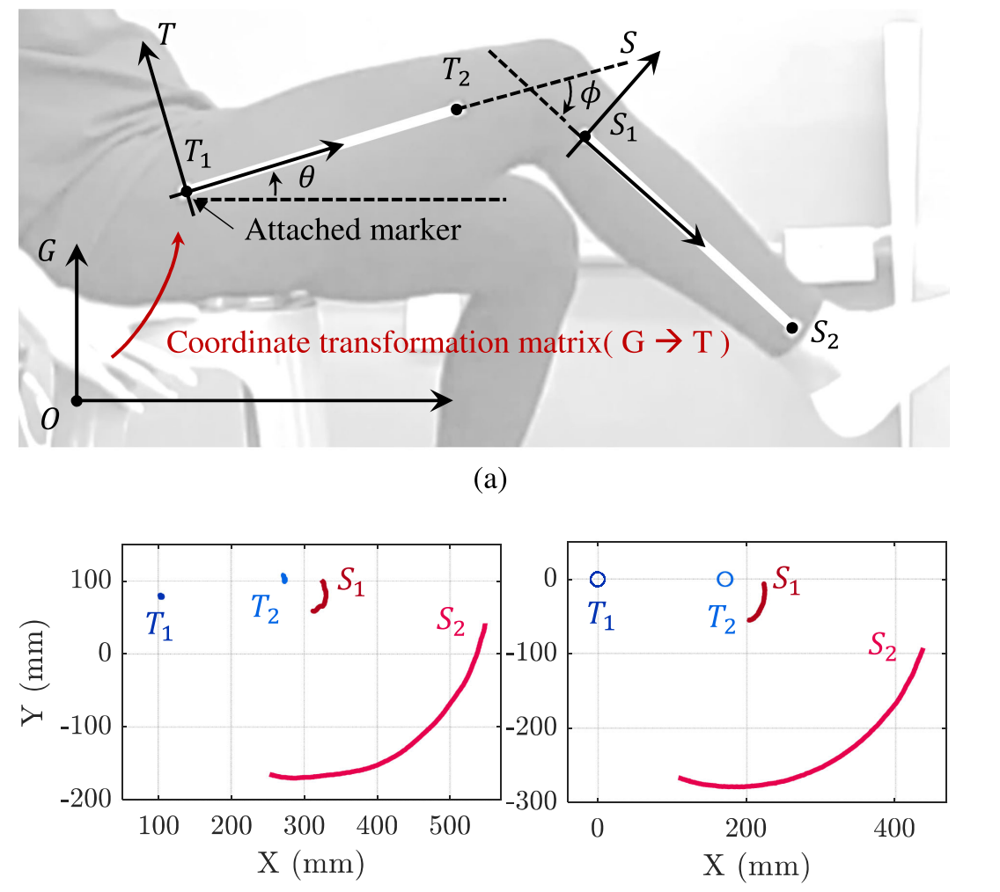 T
T₂
S
ϕ
S₁
T₁
θ
Attached marker
G
Coordinate transformation matrix( G → T )
S₂
O
(a)
100
0
-100
-200
100 200 300 400 500
X (mm)
Y (mm)
T₁
T₂
S₁
S₂
0
-100
-200
-300
0 200 400
X (mm)
T₁
T₂
S₁
S₂